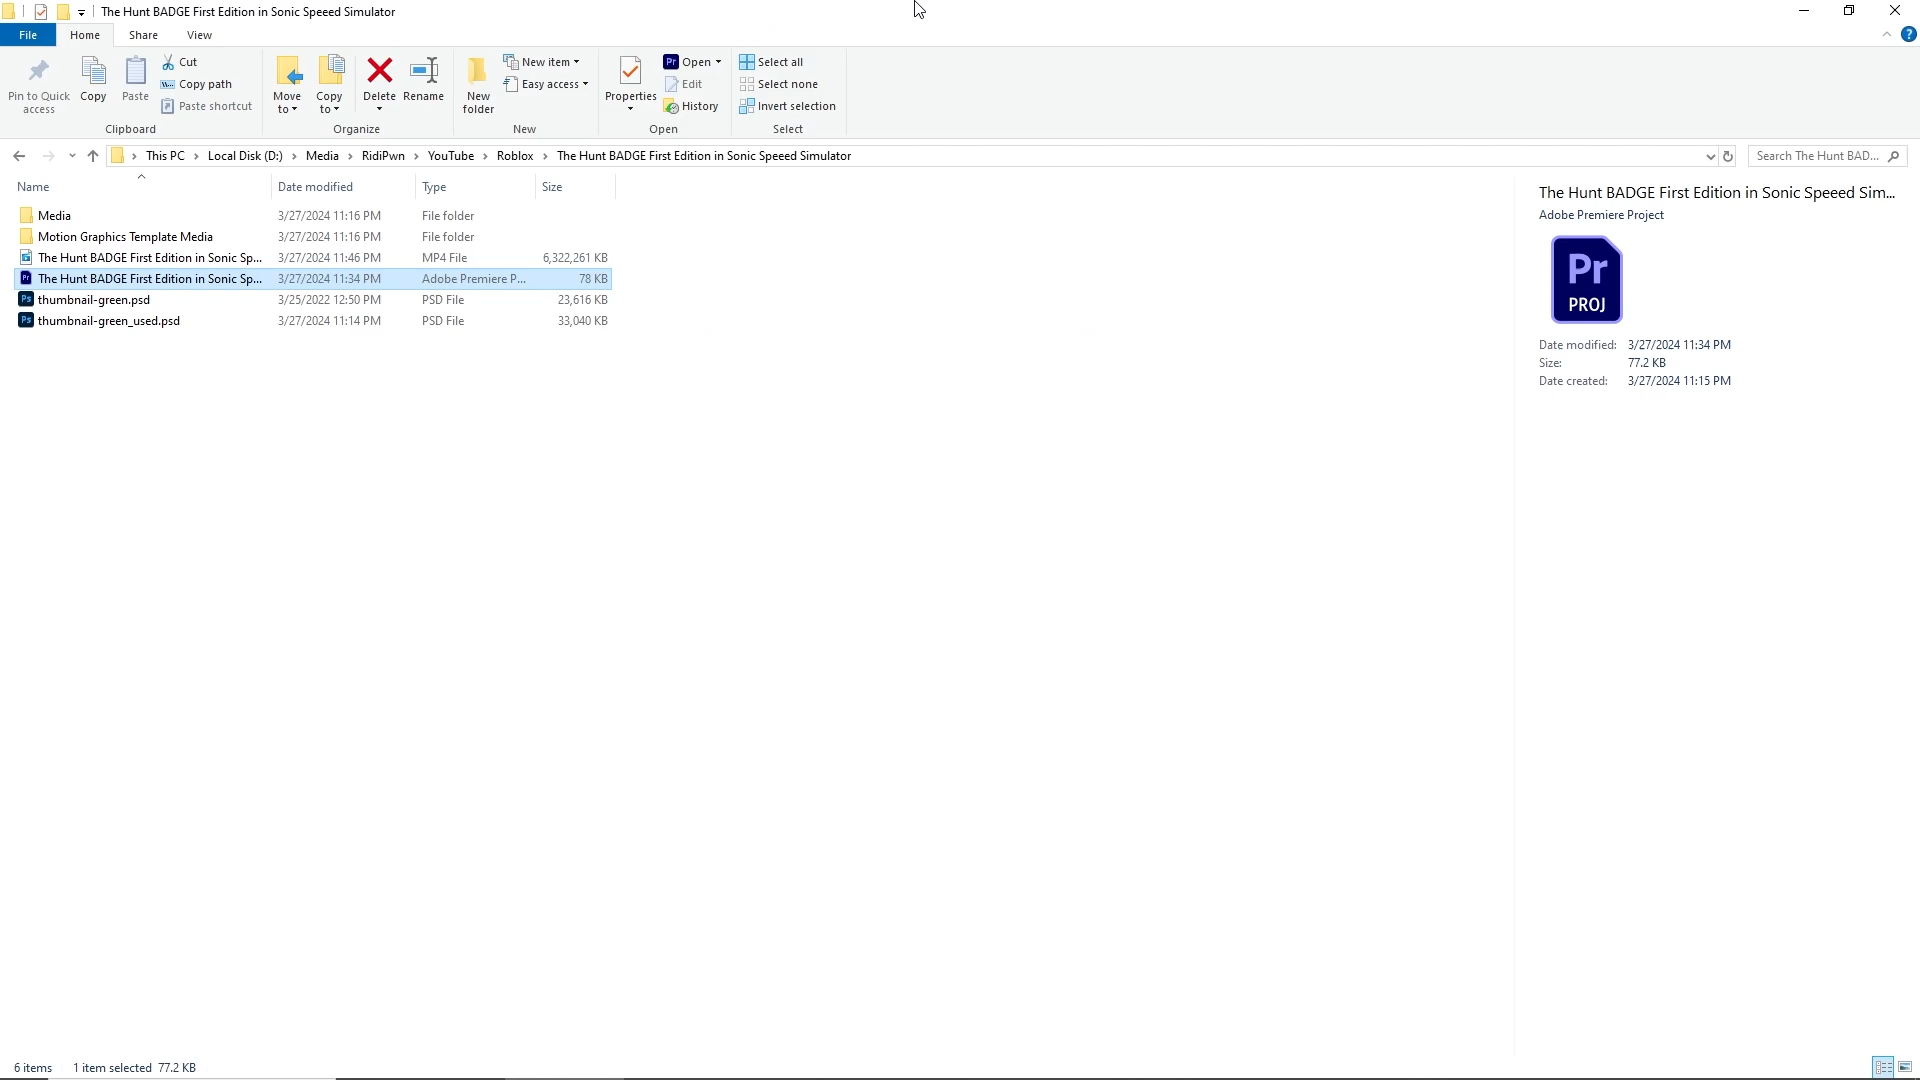 The Hunt BADGE First Edition in Sonic Speeed Simulator
File Home Share View
Pin to Quick access
Copy
Paste
Cut
Copy path
Paste shortcut
Clipboard
Move to
Copy to
Delete
Rename
Organize
New folder
New item
Easy access
New
Properties
Open
Edit
History
Open
Select all
Select none
Invert selection
Select
This PC Local Disk (D:) Media RidiPwn YouTube Roblox The Hunt BADGE First Edition in Sonic Speeed Simulator
Search The Hunt BAD...
Name Date modified Type Size
Media 3/27/2024 11:16 PM File folder
Motion Graphics Template Media 3/27/2024 11:16 PM File folder
The Hunt BADGE First Edition in Sonic Sp... 3/27/2024 11:46 PM MP4 File 6,322,261 KB
Pr The Hunt BADGE First Edition in Sonic Sp... 3/27/2024 11:34 PM Adobe Premiere P... 78 KB
Ps thumbnail-green.psd 3/25/2022 12:50 PM PSD File 23,616 KB
Ps thumbnail-green_used.psd 3/27/2024 11:14 PM PSD File 33,040 KB
The Hunt BADGE First Edition in Sonic Speeed Sim...
Adobe Premiere Project
Pr
PROJ
Date modified: 3/27/2024 11:34 PM
Size: 77.2 KB
Date created: 3/27/2024 11:15 PM
6 items 1 item selected 77.2 KB